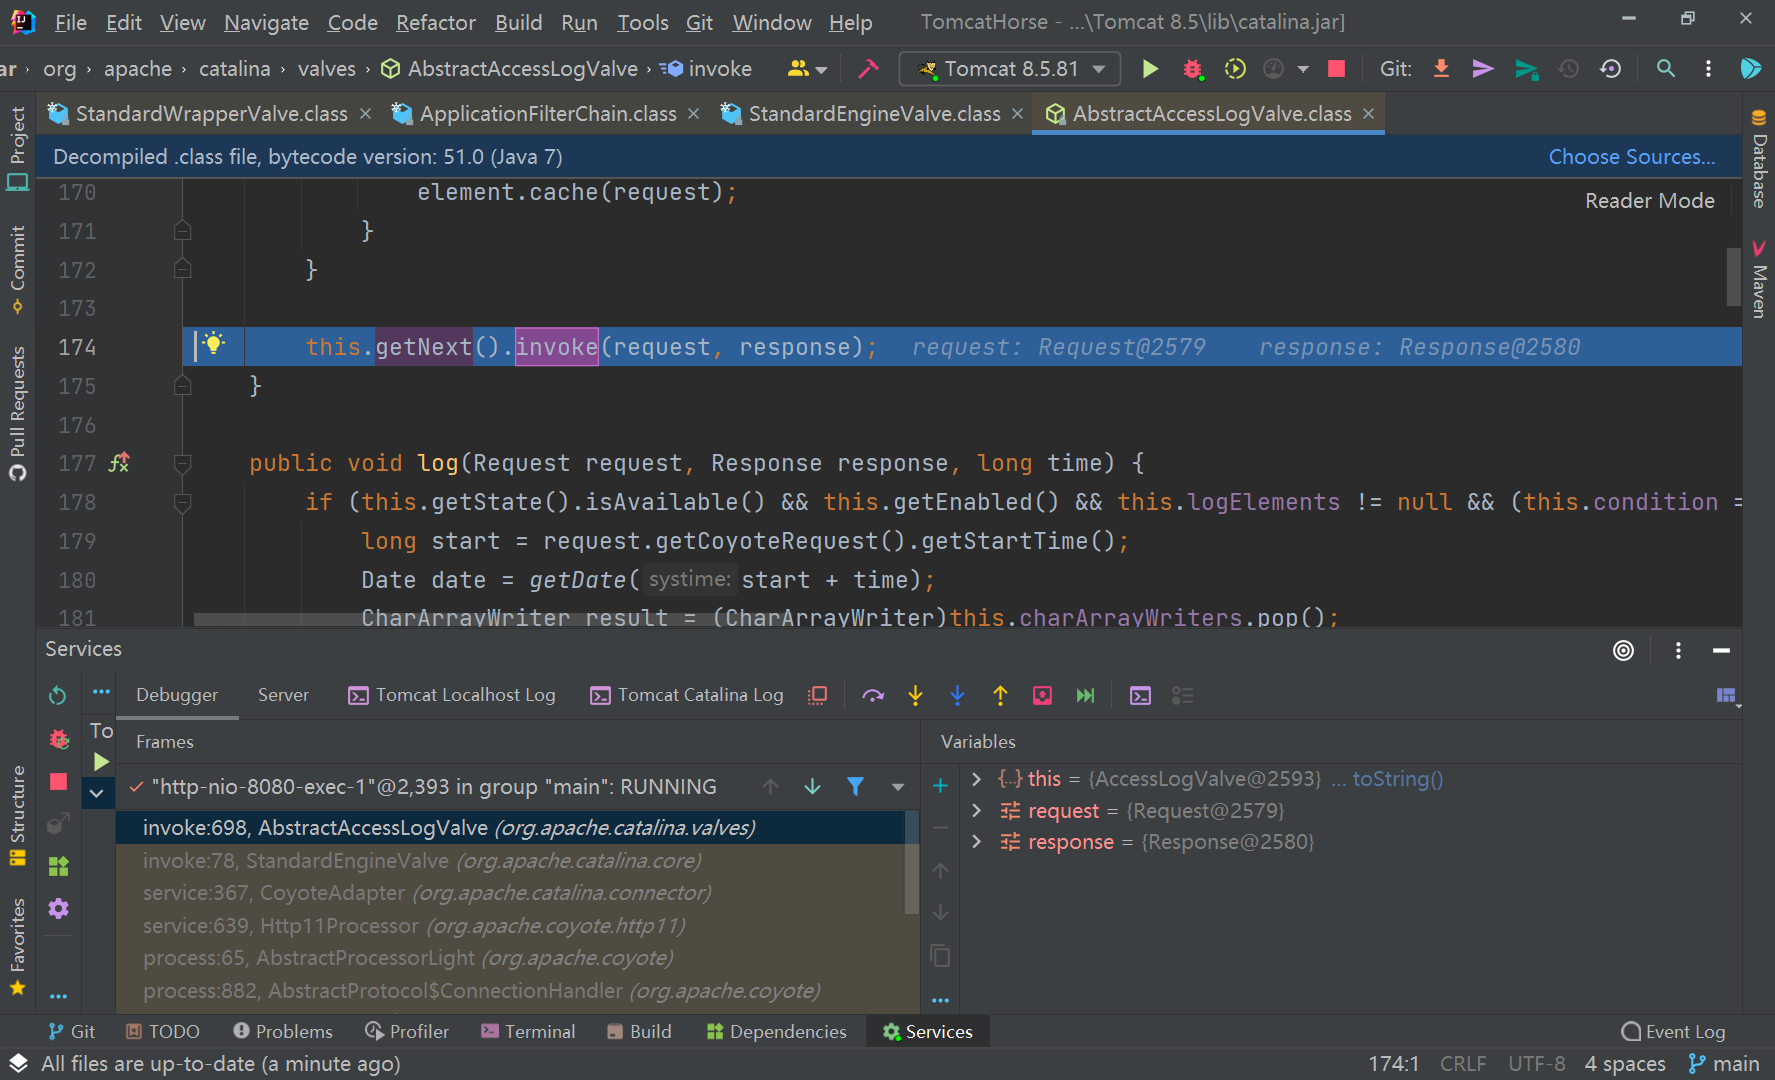 File Edit View Navigate Code Refactor Build Run Tools Git Window Help TomcatHorse - ...\Tomcat 8.5\lib\catalina.jar]
ar › org › apache › catalina › valves › AbstractAccessLogValve › invoke Tomcat 8.5.81 Git:
StandardWrapperValve.class ApplicationFilterChain.class StandardEngineValve.class AbstractAccessLogValve.class
Decompiled .class file, bytecode version: 51.0 (Java 7) Choose Sources...
Reader Mode
170 element.cache(request);
171 }
172 }
173
174 this.getNext().invoke(request, response); request: Request@2579 response: Response@2580
175 }
176
177 public void log(Request request, Response response, long time) {
178 if (this.getState().isAvailable() && this.getEnabled() && this.logElements != null && (this.condition =
179 long start = request.getCoyoteRequest().getStartTime();
180 Date date = getDate( systime: start + time);
181 CharArrayWriter result = (CharArrayWriter)this.charArrayWriters.pop();
Project
Commit
Pull Requests
Structure
Favorites
Database
Maven
Services
Debugger Server Tomcat Localhost Log Tomcat Catalina Log
To
Frames
"http-nio-8080-exec-1"@2,393 in group "main": RUNNING
invoke:698, AbstractAccessLogValve (org.apache.catalina.valves)
invoke:78, StandardEngineValve (org.apache.catalina.core)
service:367, CoyoteAdapter (org.apache.catalina.connector)
service:639, Http11Processor (org.apache.coyote.http11)
process:65, AbstractProcessorLight (org.apache.coyote)
process:882, AbstractProtocol$ConnectionHandler (org.apache.coyote)
Variables
this = {AccessLogValve@2593} ... toString()
request = {Request@2579}
response = {Response@2580}
Git TODO Problems Profiler Terminal Build Dependencies Services Event Log
All files are up-to-date (a minute ago) 174:1 CRLF UTF-8 4 spaces main